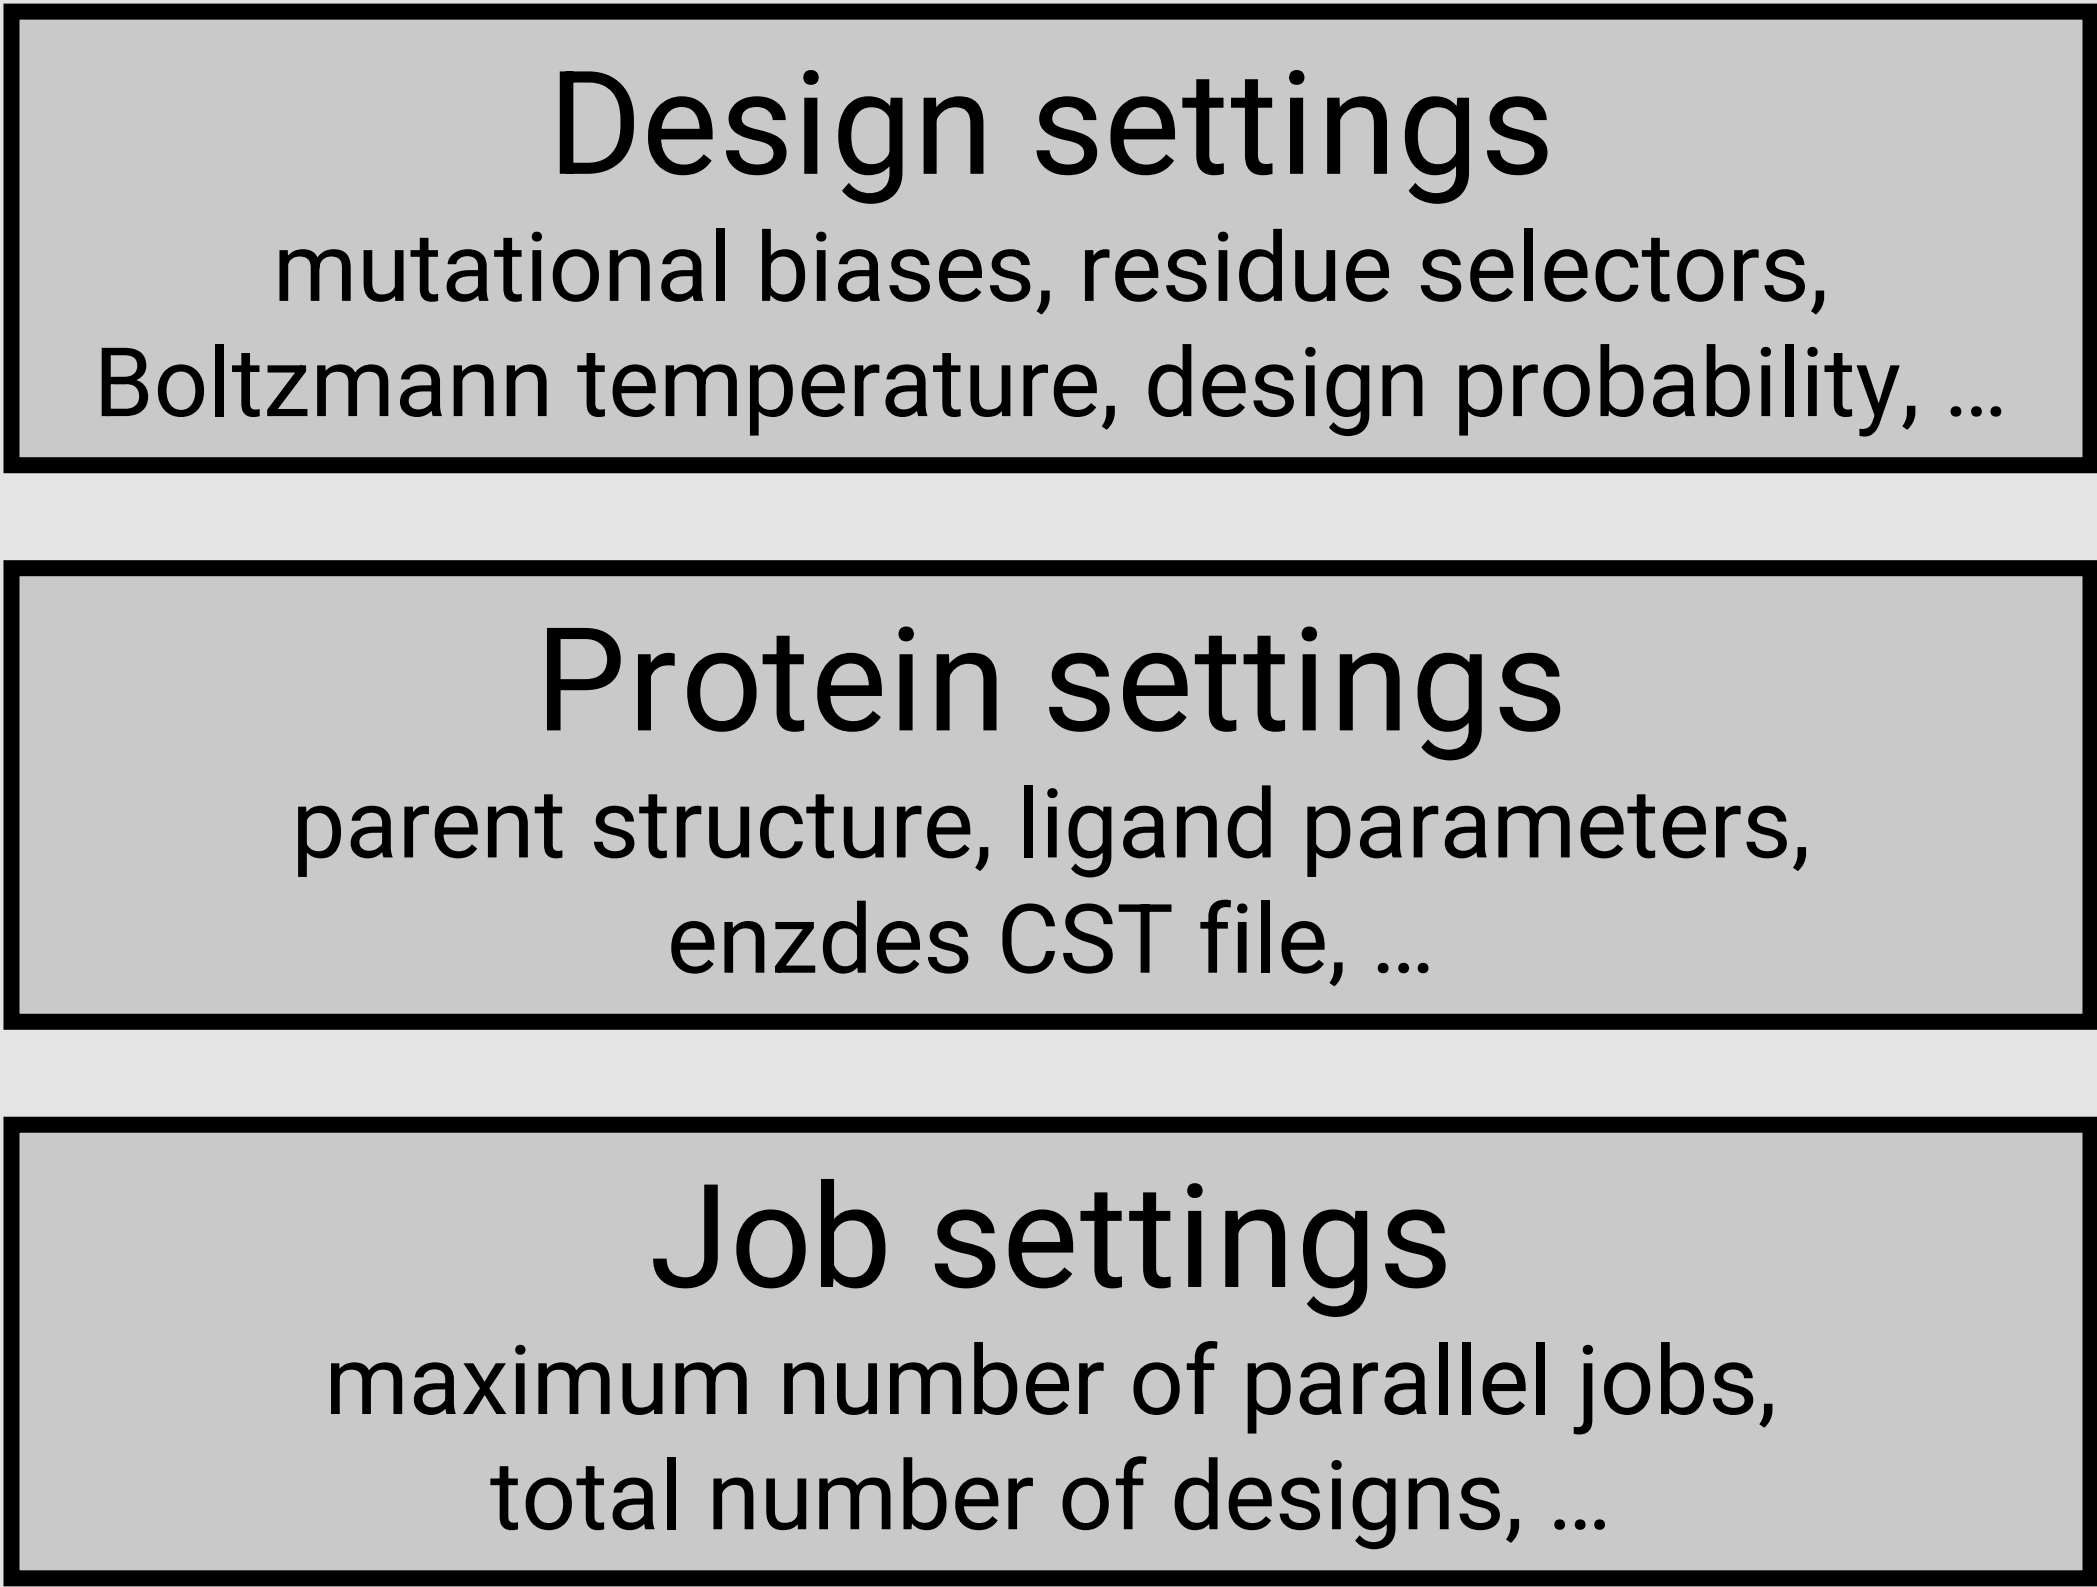 Design settings
mutational biases, residue selectors,
Boltzmann temperature, design probability, ...
Protein settings
parent structure, ligand parameters,
enzdes CST file, ...
Job settings
maximum number of parallel jobs,
total number of designs, ...